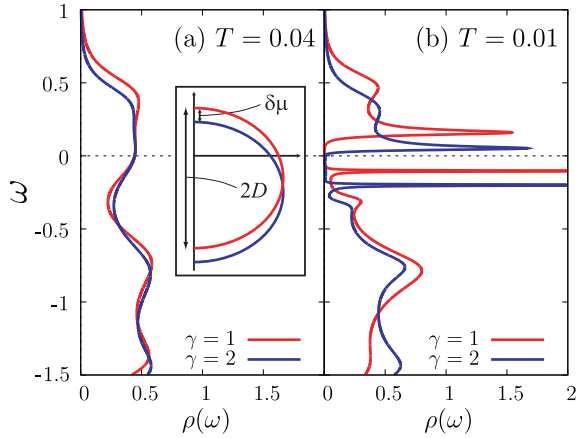 (a) T = 0.04
(b) T = 0.01
δμ
2D
ω
1
0.5
0
-0.5
-1
-1.5
γ = 1
γ = 2
γ = 1
γ = 2
0 0.5 1 1.5 0 0.5 1 1.5 2
ρ(ω) ρ(ω)